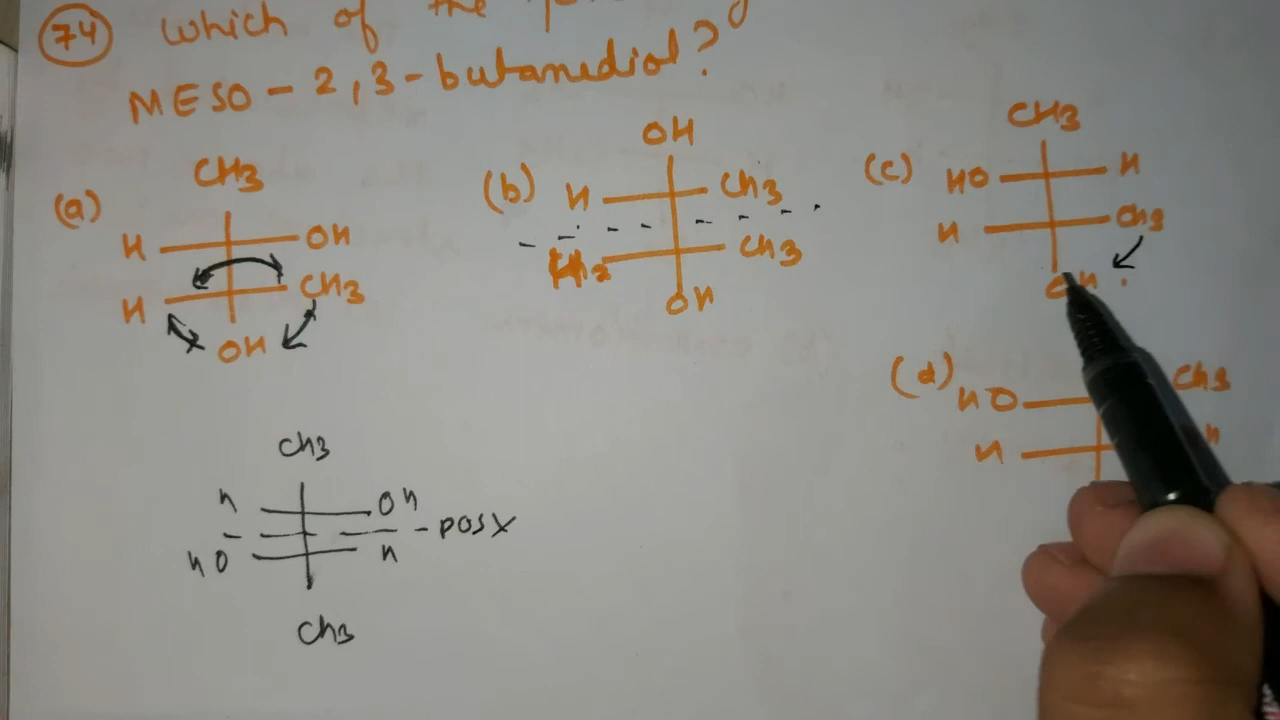 74 Which of the
MESO - 2,3-butanediol?
(a)
CH3
H OH
H CH3
OH
(b)
OH
H CH3
CH3
OH
(c)
CH3
HO H
H CH3
OH
(d)
HO CH3
H H
CH3
H OH
HO H
CH3
- POS X